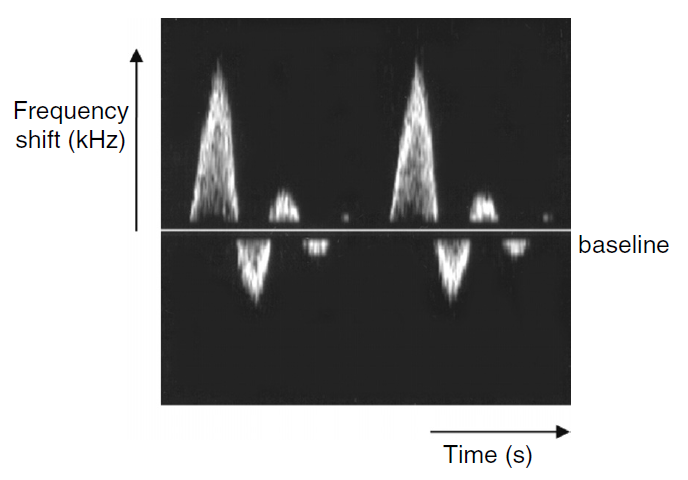 Frequency
shift (kHz)
baseline
Time (s)